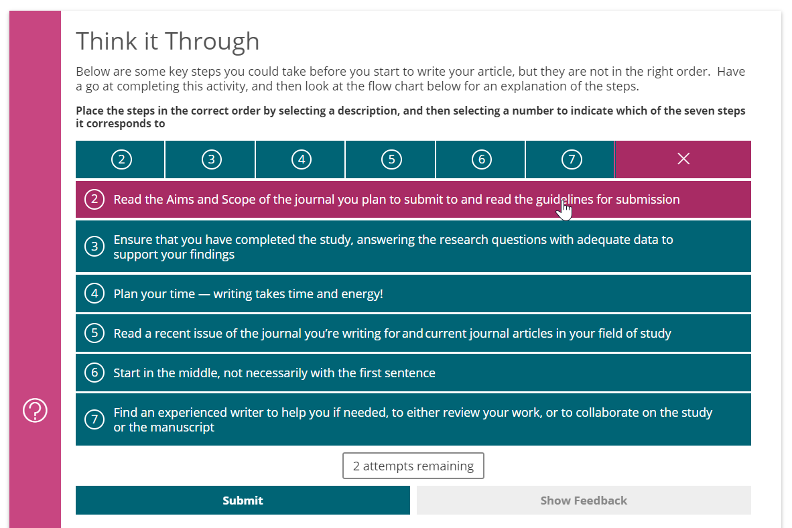 Think it Through
Below are some key steps you could take before you start to write your article, but they are not in the right order. Have
a go at completing this activity, and then look at the flow chart below for an explanation of the steps.
Place the steps in the correct order by selecting a description, and then selecting a number to indicate which of the seven steps
it corresponds to
2 3 4 5 6 7
2 Read the Aims and Scope of the journal you plan to submit to and read the guidelines for submission
3 Ensure that you have completed the study, answering the research questions with adequate data to
support your findings
4 Plan your time — writing takes time and energy!
5 Read a recent issue of the journal you're writing for and current journal articles in your field of study
6 Start in the middle, not necessarily with the first sentence
7 Find an experienced writer to help you if needed, to either review your work, or to collaborate on the study
or the manuscript
2 attempts remaining
Submit Show Feedback